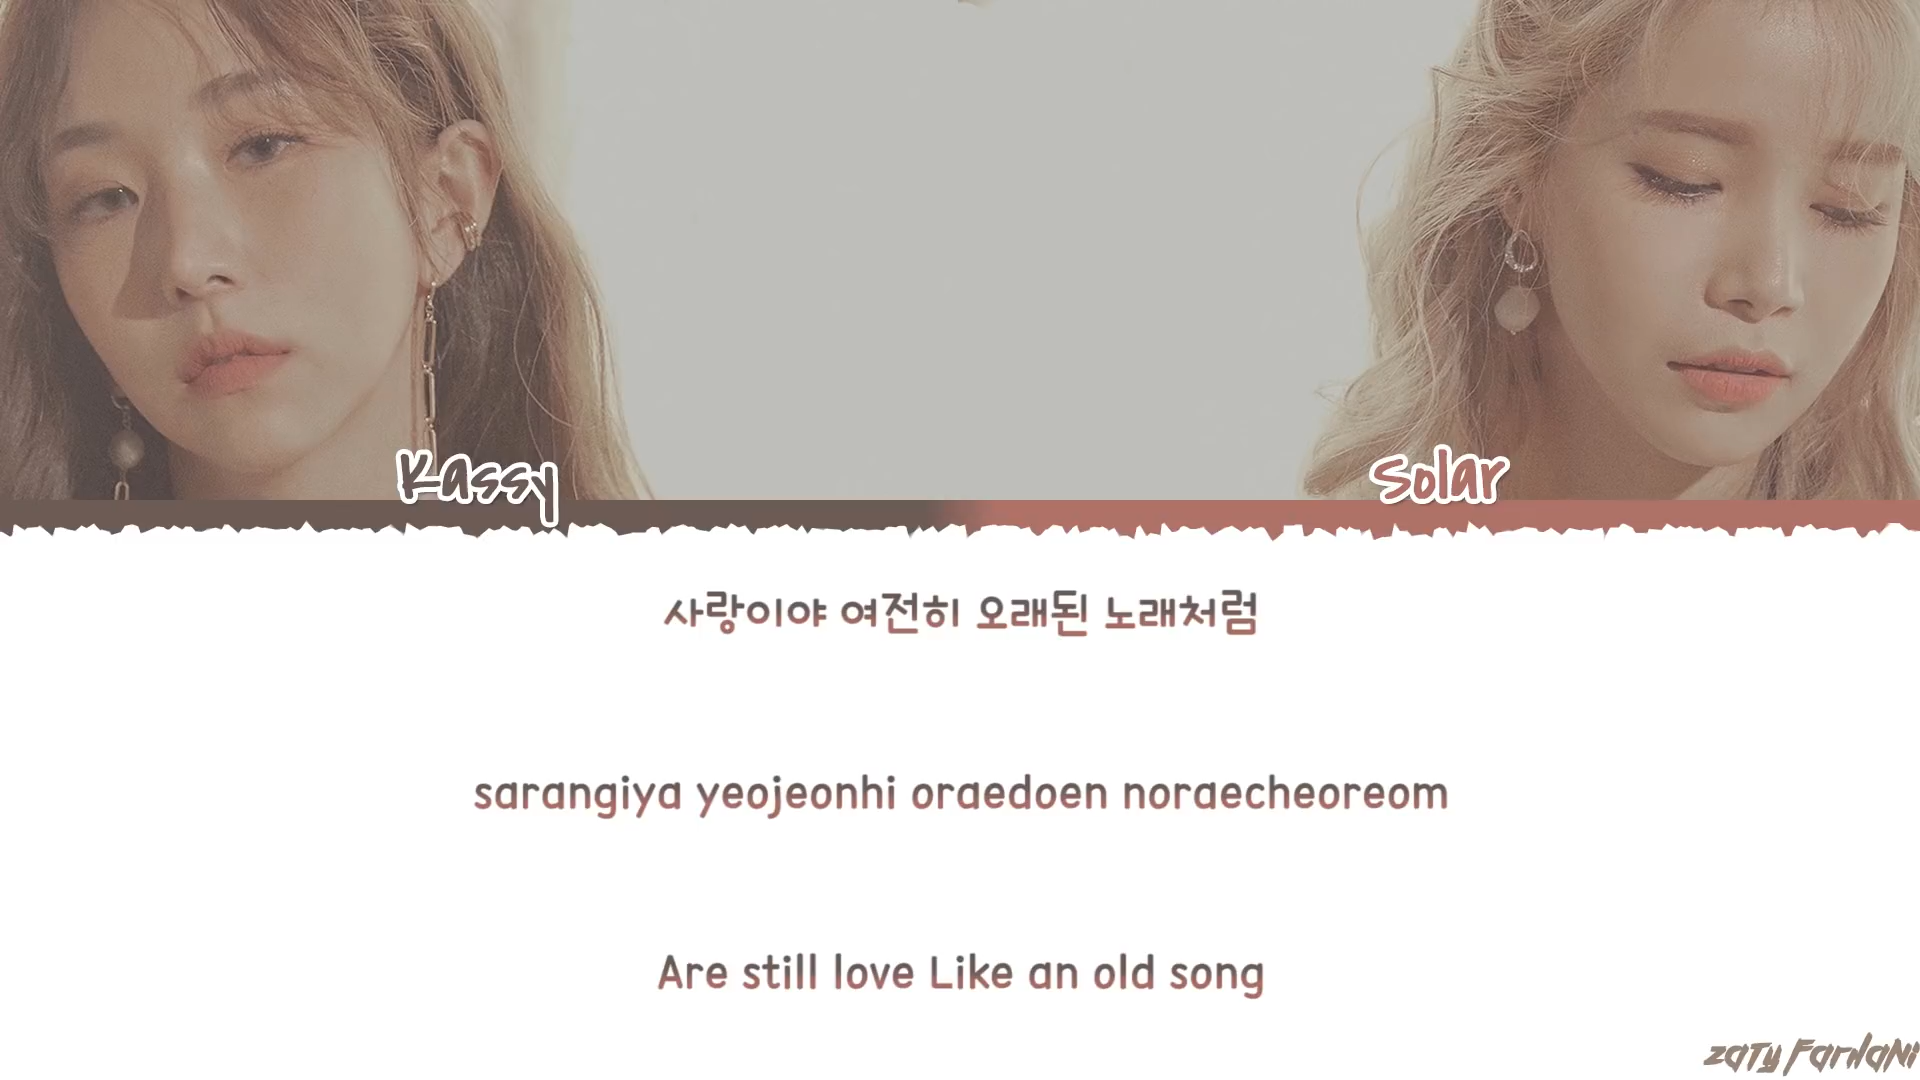 Kassy
Solar
사랑이야 여전히 오래된 노래처럼
sarangiya yeojeonhi oraedoen noraecheoreom
Are still love Like an old song
Zaty Farhani